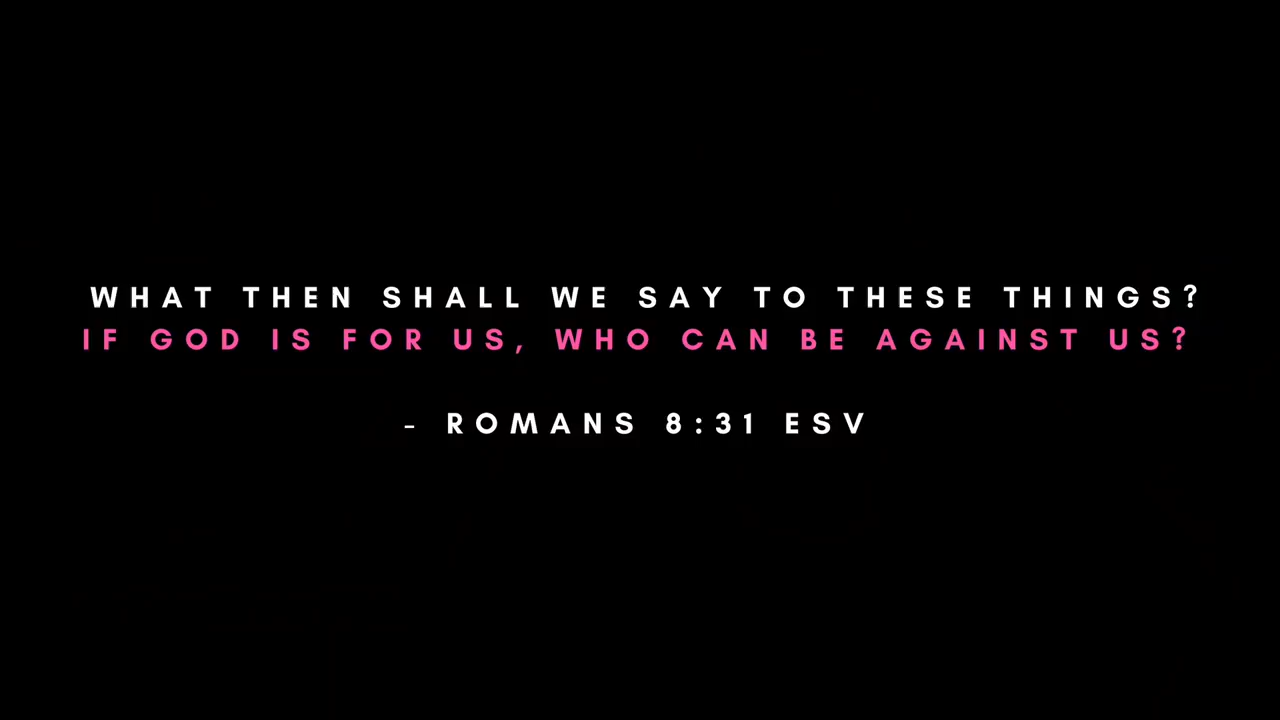 WHAT THEN SHALL WE SAY TO THESE THINGS?
IF GOD IS FOR US, WHO CAN BE AGAINST US?
- ROMANS 8:31 ESV